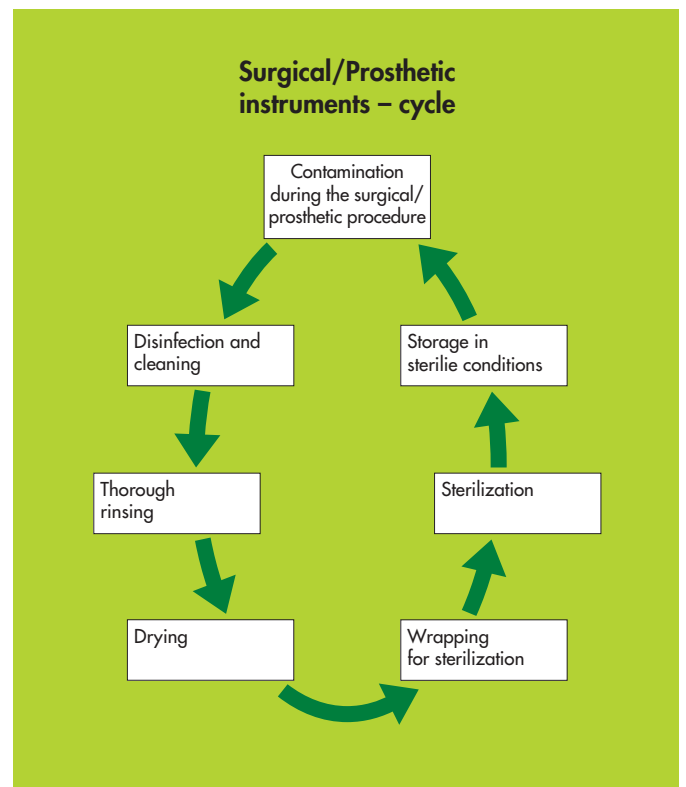 Surgical/Prosthetic
instruments – cycle
Contamination
during the surgical/
prosthetic procedure
Disinfection and
cleaning
Thorough
rinsing
Drying
Wrapping
for sterilization
Sterilization
Storage in
sterilie conditions